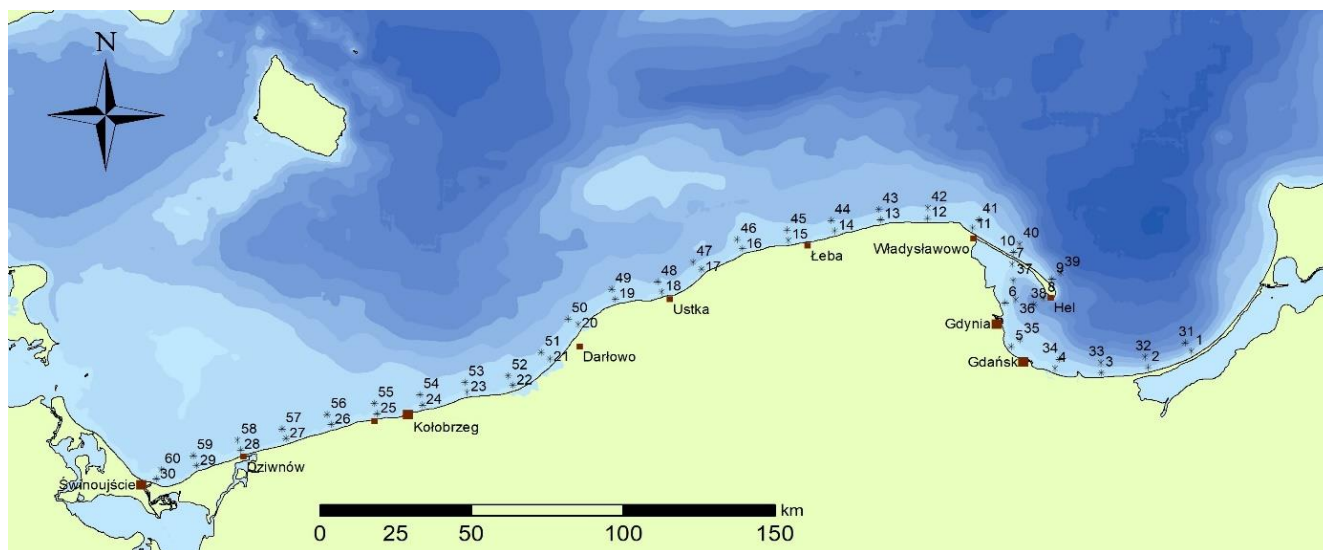 N
43 42
44 41
45 13 12
46 14 11 40
15 Władysławowo 10
16 Łeba 7
47 39
17 37 9
48 8
49 18 6 38
19 36 Hel
Ustka
50 Gdynia
20 35
5
51 Darłowo Gdańsk 34 33 32 31
21 4 3 2 1
52
53 22
54 23
55 24
56 25
57 26 Kołobrzeg
58 27
59 28
60 29 Dziwnów
30
Świnoujście
km
0 25 50 100 150